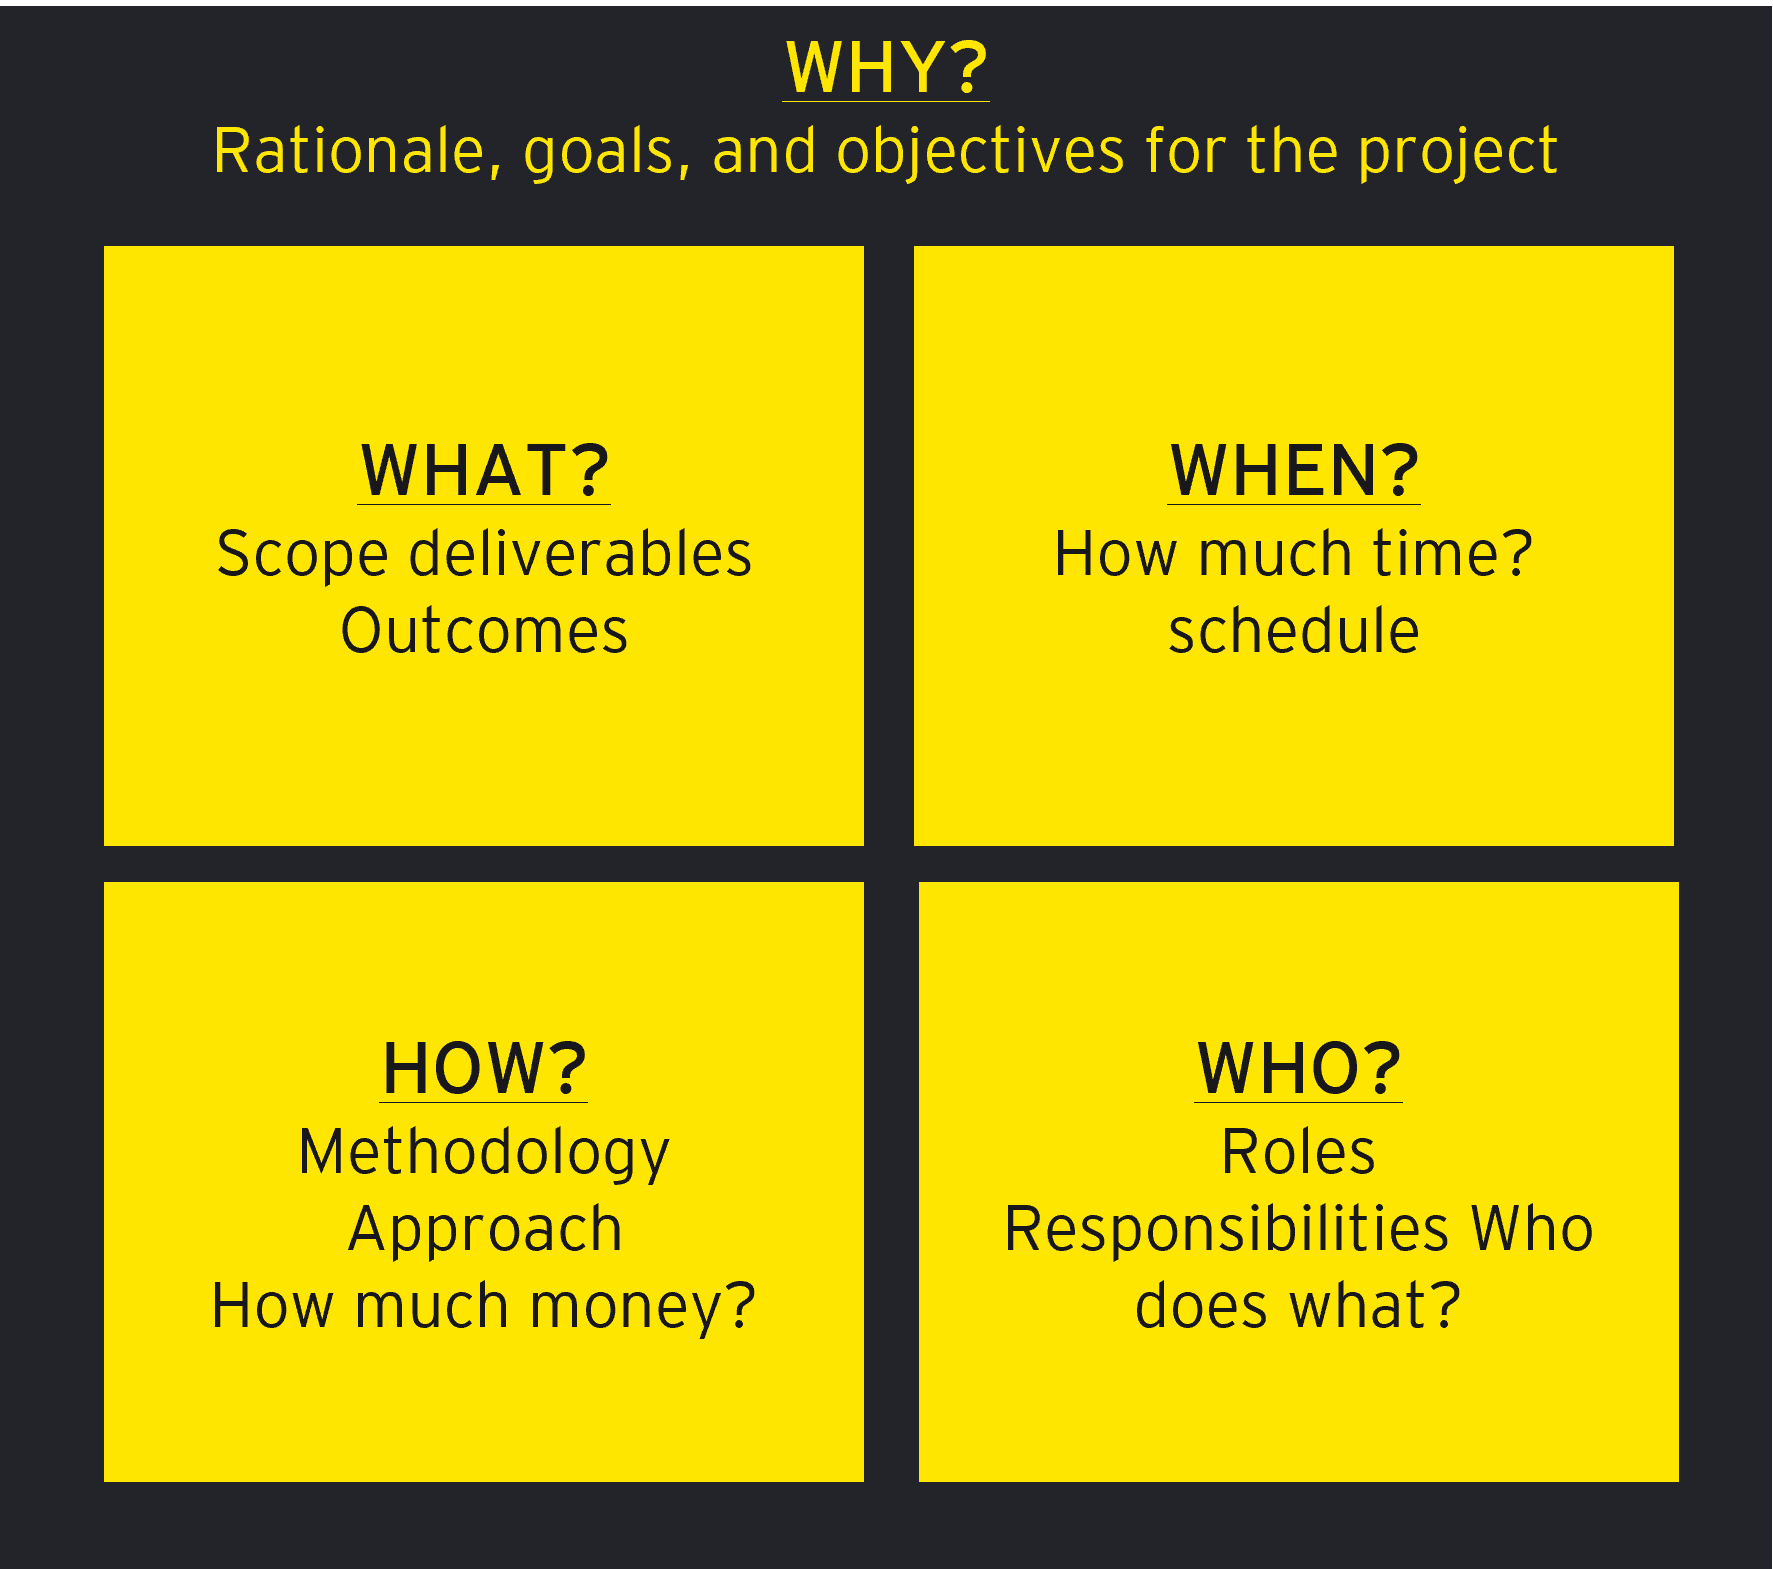 WHY?
Rationale, goals, and objectives for the project
WHAT?
Scope deliverables
Outcomes
WHEN?
How much time?
schedule
HOW?
Methodology
Approach
How much money?
WHO?
Roles
Responsibilities Who
does what?